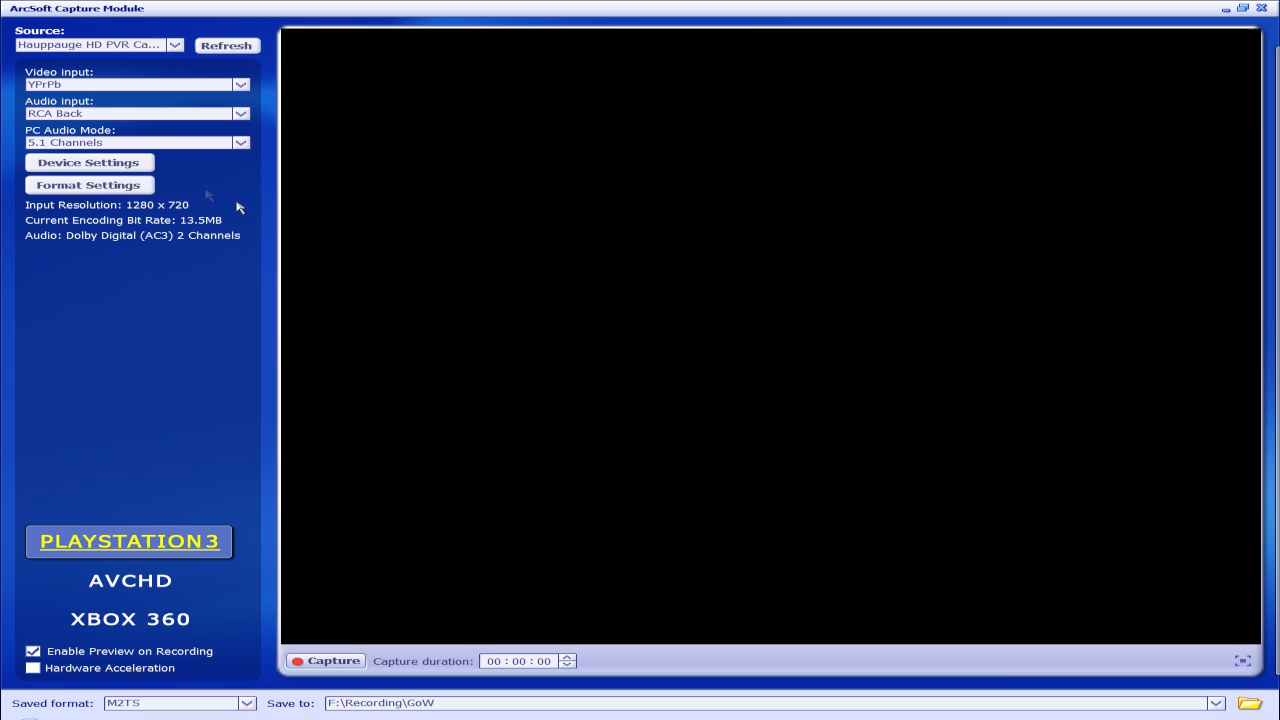 ArcSoft Capture Module
Source:
Hauppauge HD PVR Ca...
Refresh
Video input:
YPrPb
Audio input:
RCA Back
PC Audio Mode:
5.1 Channels
Device Settings
Format Settings
Input Resolution: 1280 x 720
Current Encoding Bit Rate: 13.5MB
Audio: Dolby Digital (AC3) 2 Channels
PLAYSTATION 3
AVCHD
XBOX 360
Enable Preview on Recording
Hardware Acceleration
Capture Capture duration: 00 : 00 : 00
Saved format: M2TS Save to: F:\Recording\GoW